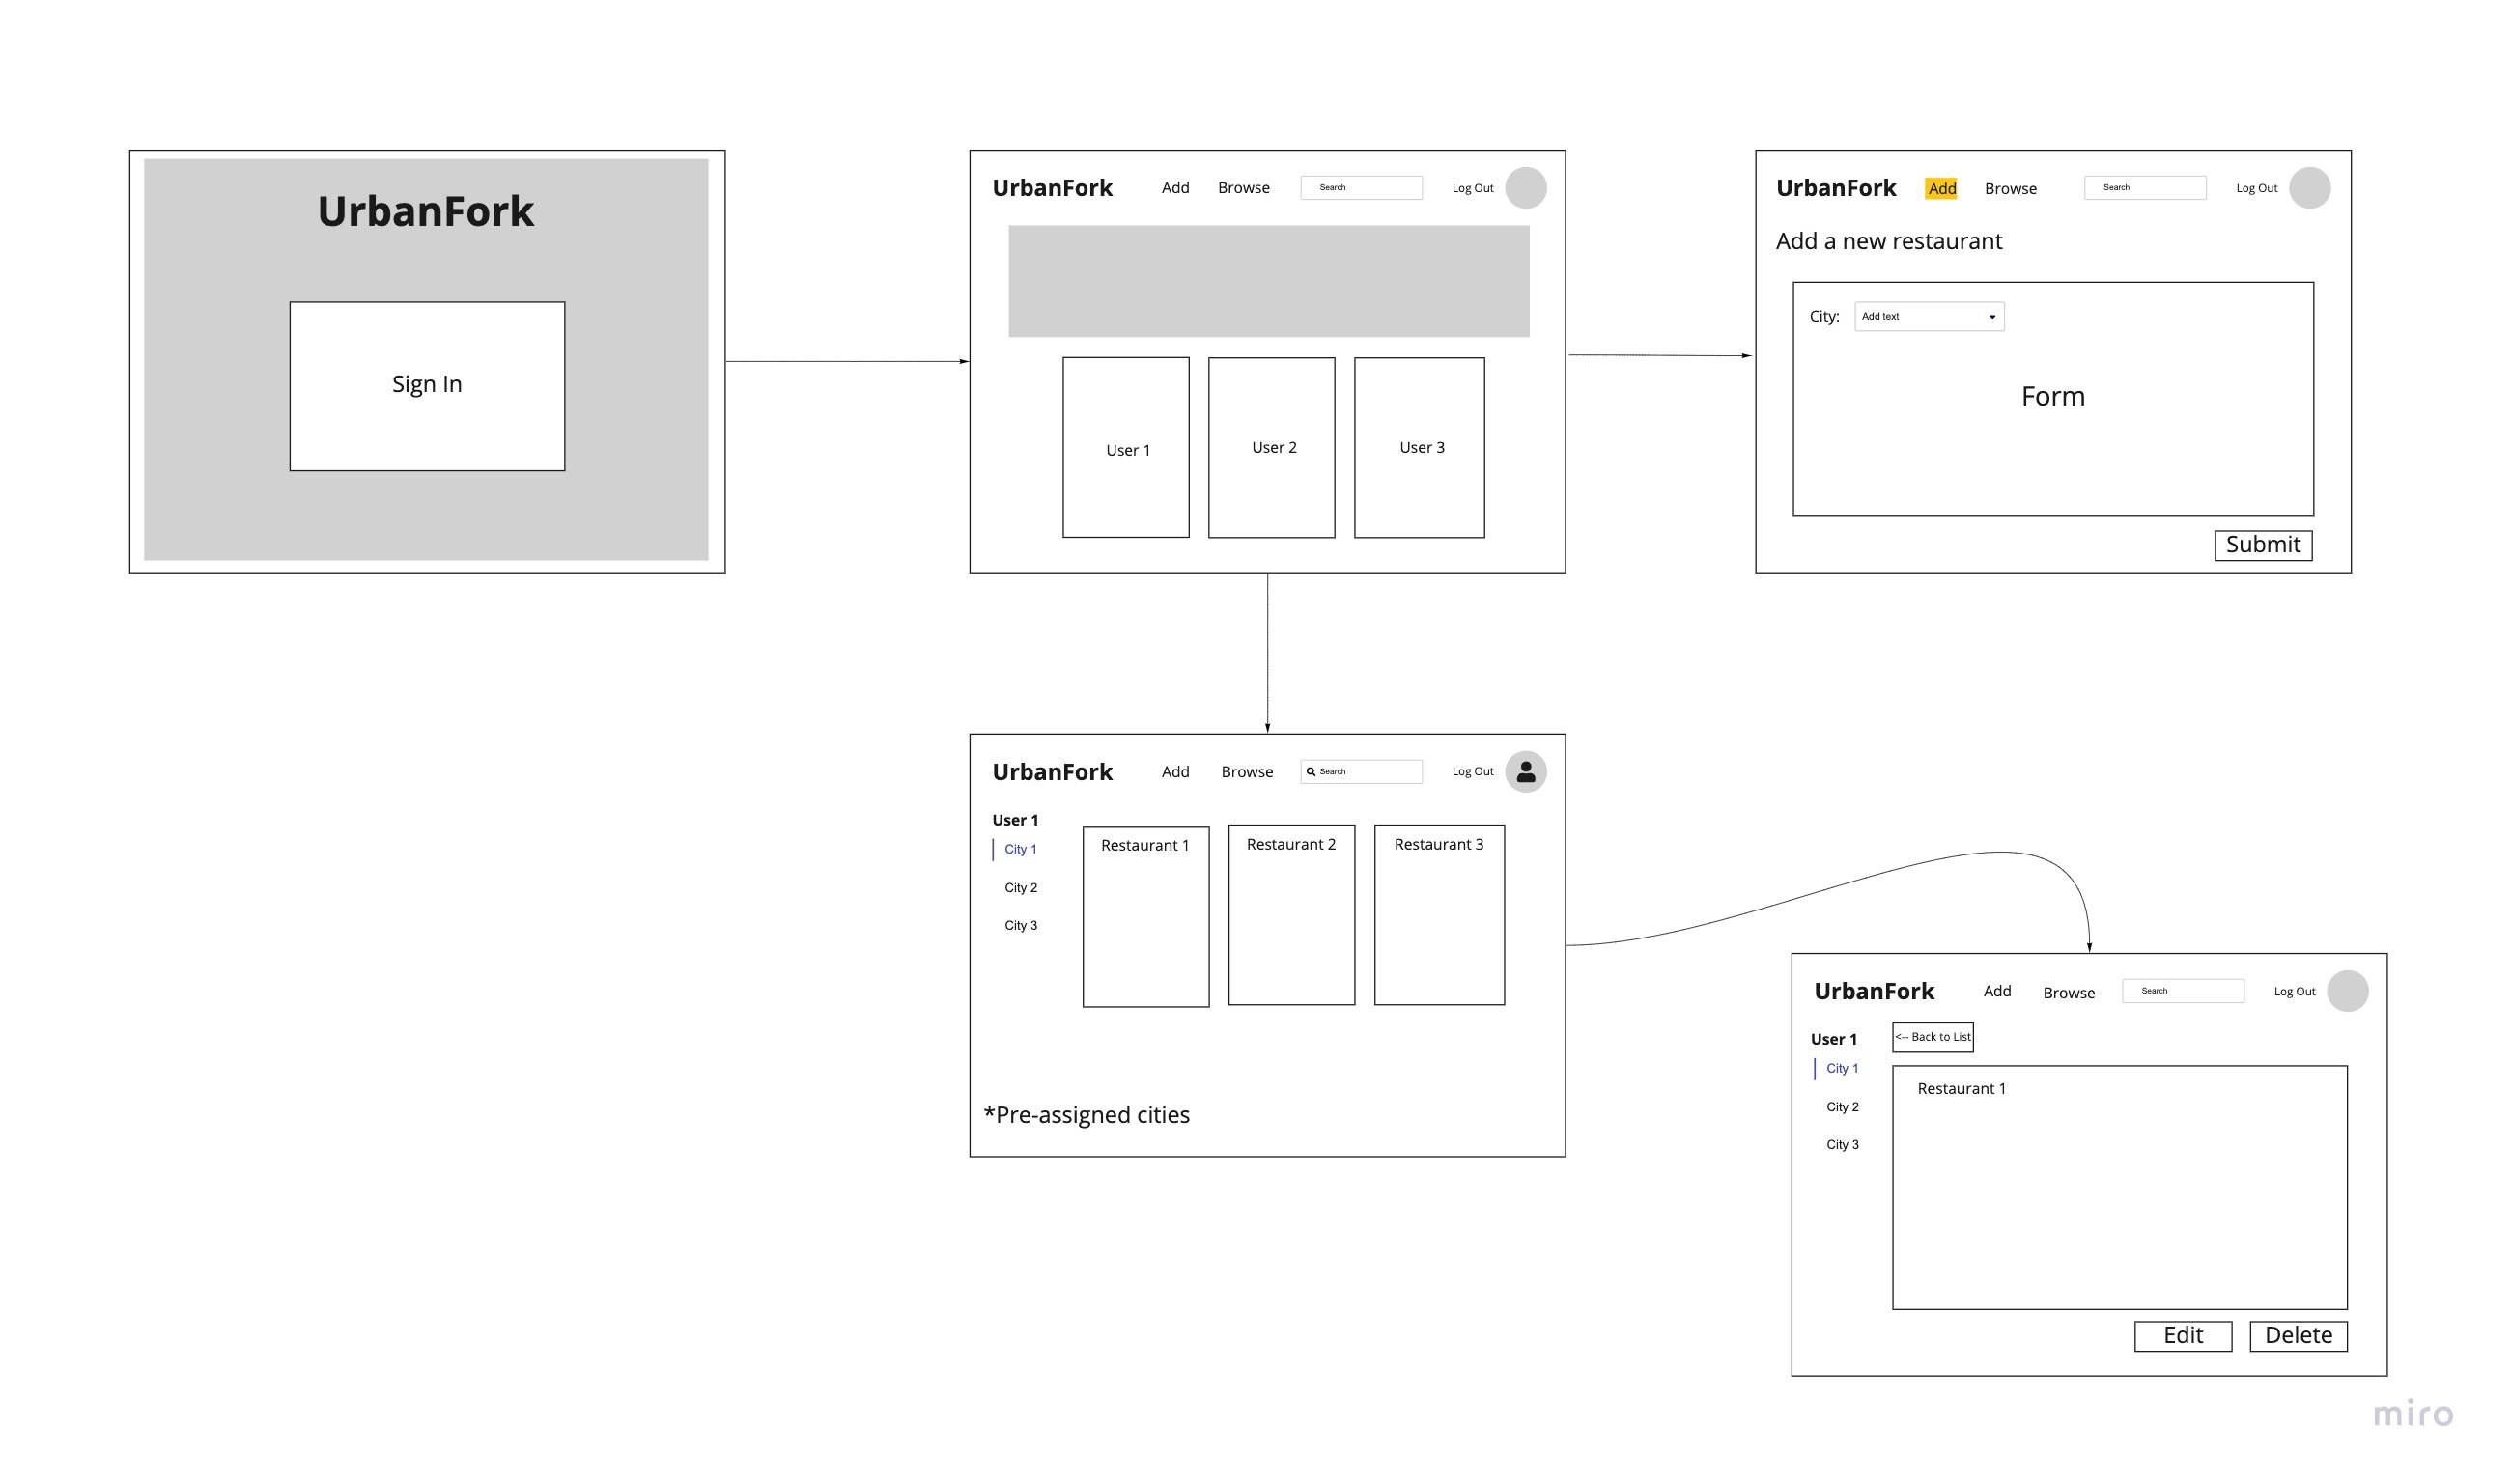 UrbanFork
Sign In
UrbanFork Add Browse Search Log Out
User 1 User 2 User 3
UrbanFork Add Browse Search Log Out
Add a new restaurant
City: Add text
Form
Submit
UrbanFork Add Browse Search Log Out
User 1
City 1
City 2
City 3
Restaurant 1 Restaurant 2 Restaurant 3
*Pre-assigned cities
UrbanFork Add Browse Search Log Out
User 1
City 1
City 2
City 3
<-- Back to List
Restaurant 1
Edit Delete
miro